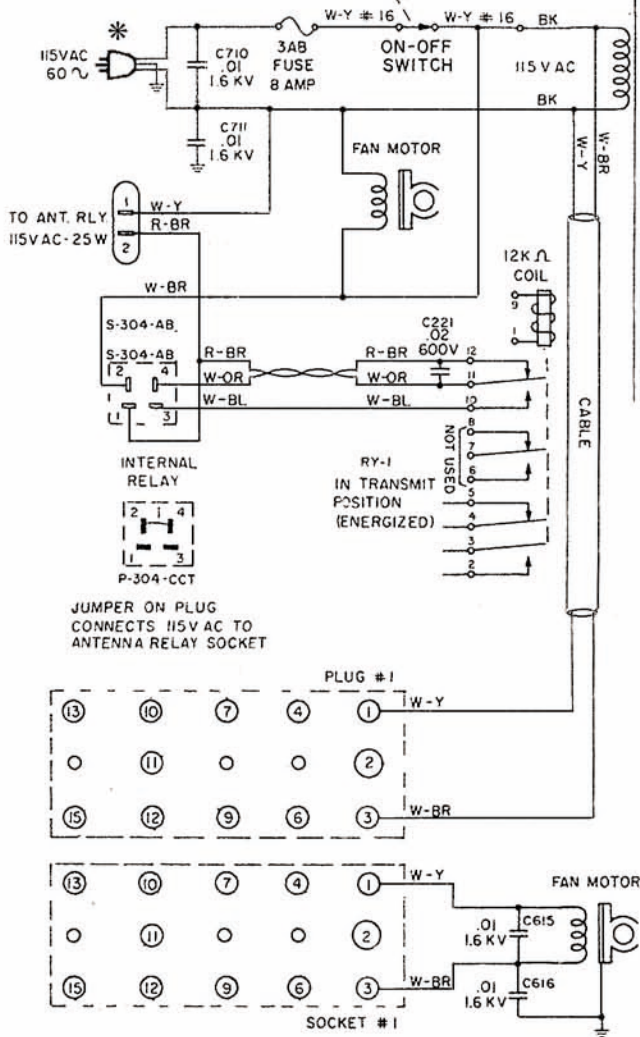 W-Y # 16
W-Y # 16
BK
*
115VAC
60 ∿
C710
.01
1.6 KV
3AB
FUSE
8 AMP
ON-OFF
SWITCH
115 V AC
BK
C711
.01
1.6 KV
FAN MOTOR
W-Y
W-BR
TO ANT. RLY.
115VAC-25W
1
2
W-Y
R-BR
12K Ω
COIL
9
1
W-BR
S-304-AB
S-304-AB
2 4
1 3
R-BR
W-OR
W-BL
C221
.02
600V
R-BR
W-OR
W-BL
12
11
10
8
7
6
5
4
3
2
NOT USED
CABLE
INTERNAL
RELAY
RY-1
IN TRANSMIT
POSITION
(ENERGIZED)
2 1 4
1 3
P-304-CCT
JUMPER ON PLUG
CONNECTS 115V AC TO
ANTENNA RELAY SOCKET
PLUG #1
13 10 7 4 1
W-Y
11 2
15 12 9 6 3
W-BR
13 10 7 4 1
W-Y
11 2
15 12 9 6 3
W-BR
SOCKET #1
FAN MOTOR
.01
1.6 KV
C615
.01
1.6 KV
C616